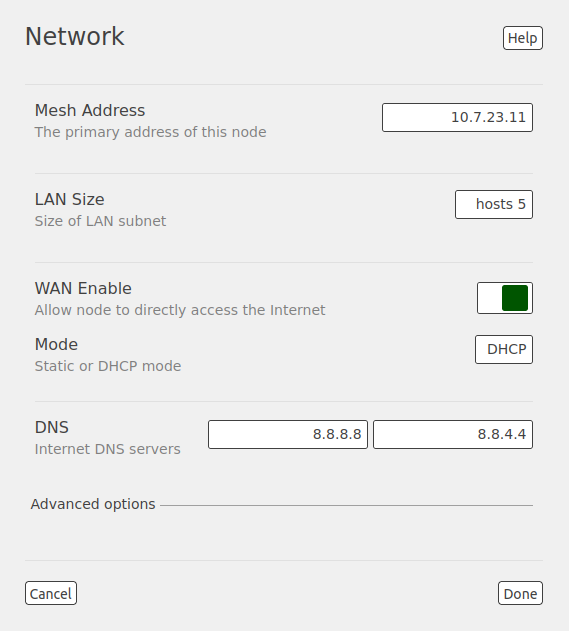 Network
Help
Mesh Address
10.7.23.11
The primary address of this node
LAN Size
hosts 5
Size of LAN subnet
WAN Enable
Allow node to directly access the Internet
Mode
DHCP
Static or DHCP mode
DNS
8.8.8.8
8.8.4.4
Internet DNS servers
Advanced options
Cancel
Done